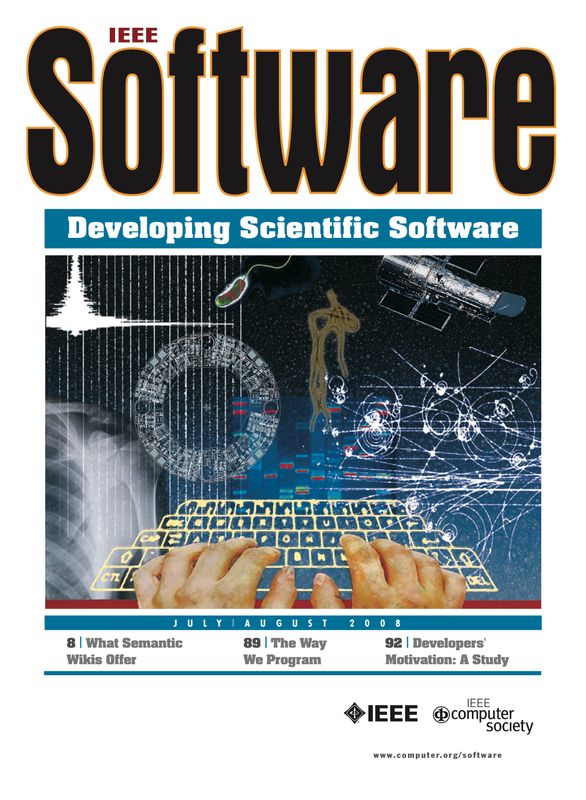 IEEE
Software
Developing Scientific Software
JULY | AUGUST 2008
8 | What Semantic
Wikis Offer
89 | The Way
We Program
92 | Developers'
Motivation: A Study
IEEE
IEEE
computer
society
www.computer.org/software